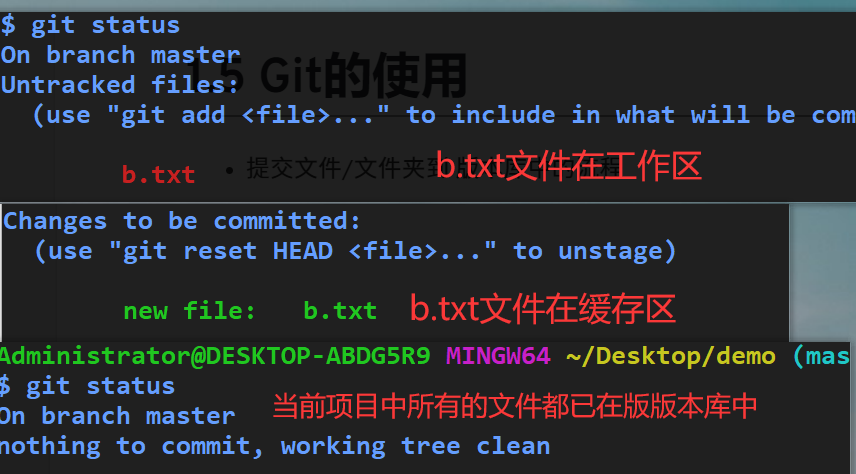 $ git status
On branch master
1.5 Git的使用
Untracked files:
(use "git add <file>..." to include in what will be com
b.txt
提交文件/文件夹到
b.txt文件在工作区
Changes to be committed:
(use "git reset HEAD <file>..." to unstage)
new file: b.txt
b.txt文件在缓存区
Administrator@DESKTOP-ABDG5R9 MINGW64 ~/Desktop/demo (mas
$ git status
On branch master
当前项目中所有的文件都已在版版本库中
nothing to commit, working tree clean